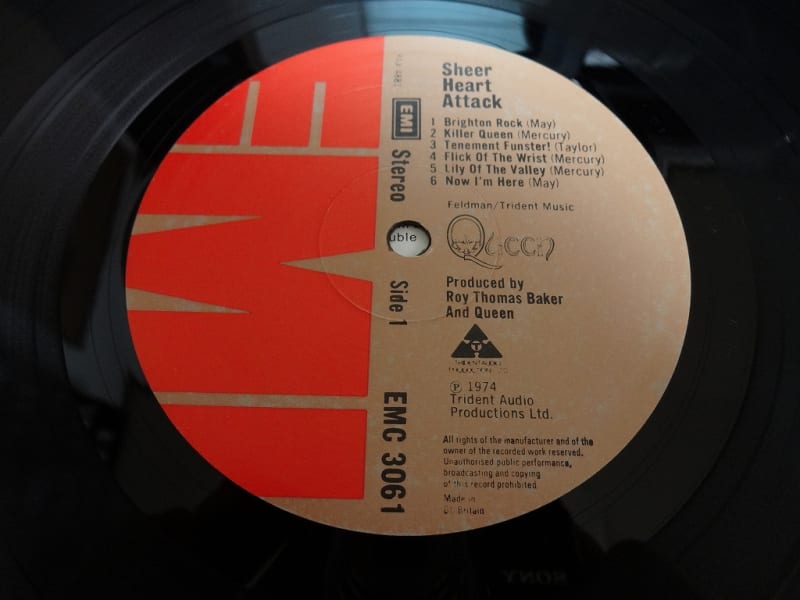 Sheer
Heart
Attack
1 Brighton Rock (May)
2 Killer Queen (Mercury)
3 Tenement Funster! (Taylor)
4 Flick Of The Wrist (Mercury)
5 Lily Of The Valley (Mercury)
6 Now I'm Here (May)
Feldman/Trident Music
Queen
Produced by
Roy Thomas Baker
And Queen
Ⓟ 1974
Trident Audio
Productions Ltd.
All rights of the manufacturer and of the
owner of the recorded work reserved.
Unauthorised public performance,
broadcasting and copying
of this record prohibited.
Made in
Gt. Britain
EMI
Stereo
Side 1
EMC 3061
EMI
uble
SONY